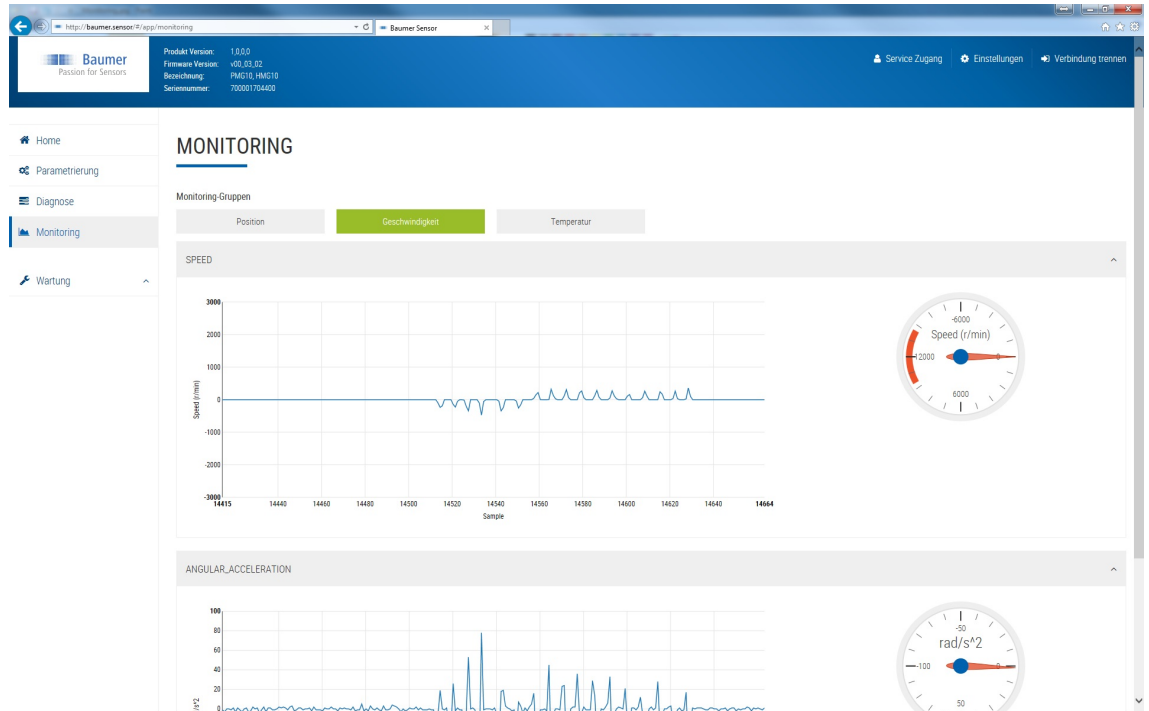 http://baumer.sensor/#/app/monitoring
Baumer Sensor
Baumer
Passion for Sensors
Produkt Version: 1,0,0,0
Firmware Version: v00_03_02
Bezeichnung: PMG10, HMG10
Seriennummer: 700001704400
Service Zugang
Einstellungen
Verbindung trennen
Home
Parametrierung
Diagnose
Monitoring
Wartung
MONITORING
Monitoring-Gruppen
Position
Geschwindigkeit
Temperatur
SPEED
3000
2000
1000
0
-1000
-2000
-3000
Speed (r/min)
14415
14440
14460
14480
14500
14520
14540
14560
14580
14600
14620
14640
14664
Sample
-6000
Speed (r/min)
12000
0
6000
ANGULAR_ACCELERATION
100
80
60
40
20
0
-50
rad/s^2
-100
0
50